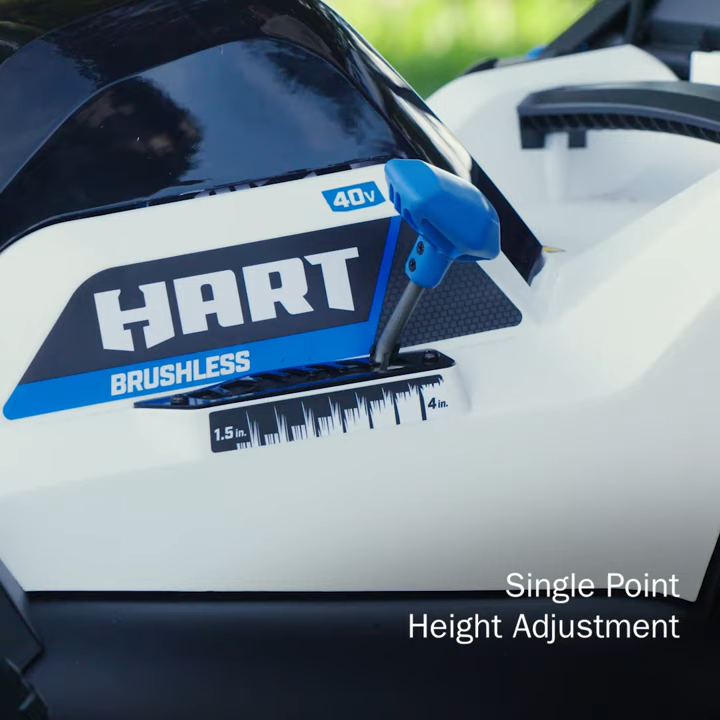 40V
HART
BRUSHLESS
1.5 in.
4 in.
Single Point
Height Adjustment